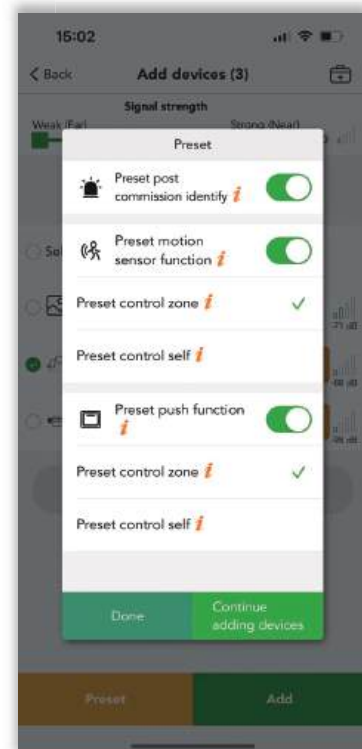 15:02
Back Add devices (3)
Signal strength
Weak (Far) Strong (Near)
Preset
Preset post
commission identify i
Preset motion
sensor function i
Preset control zone i
Preset control self i
Preset push function
i
Preset control zone i
Preset control self i
Done
Continue
adding devices
Preset Add